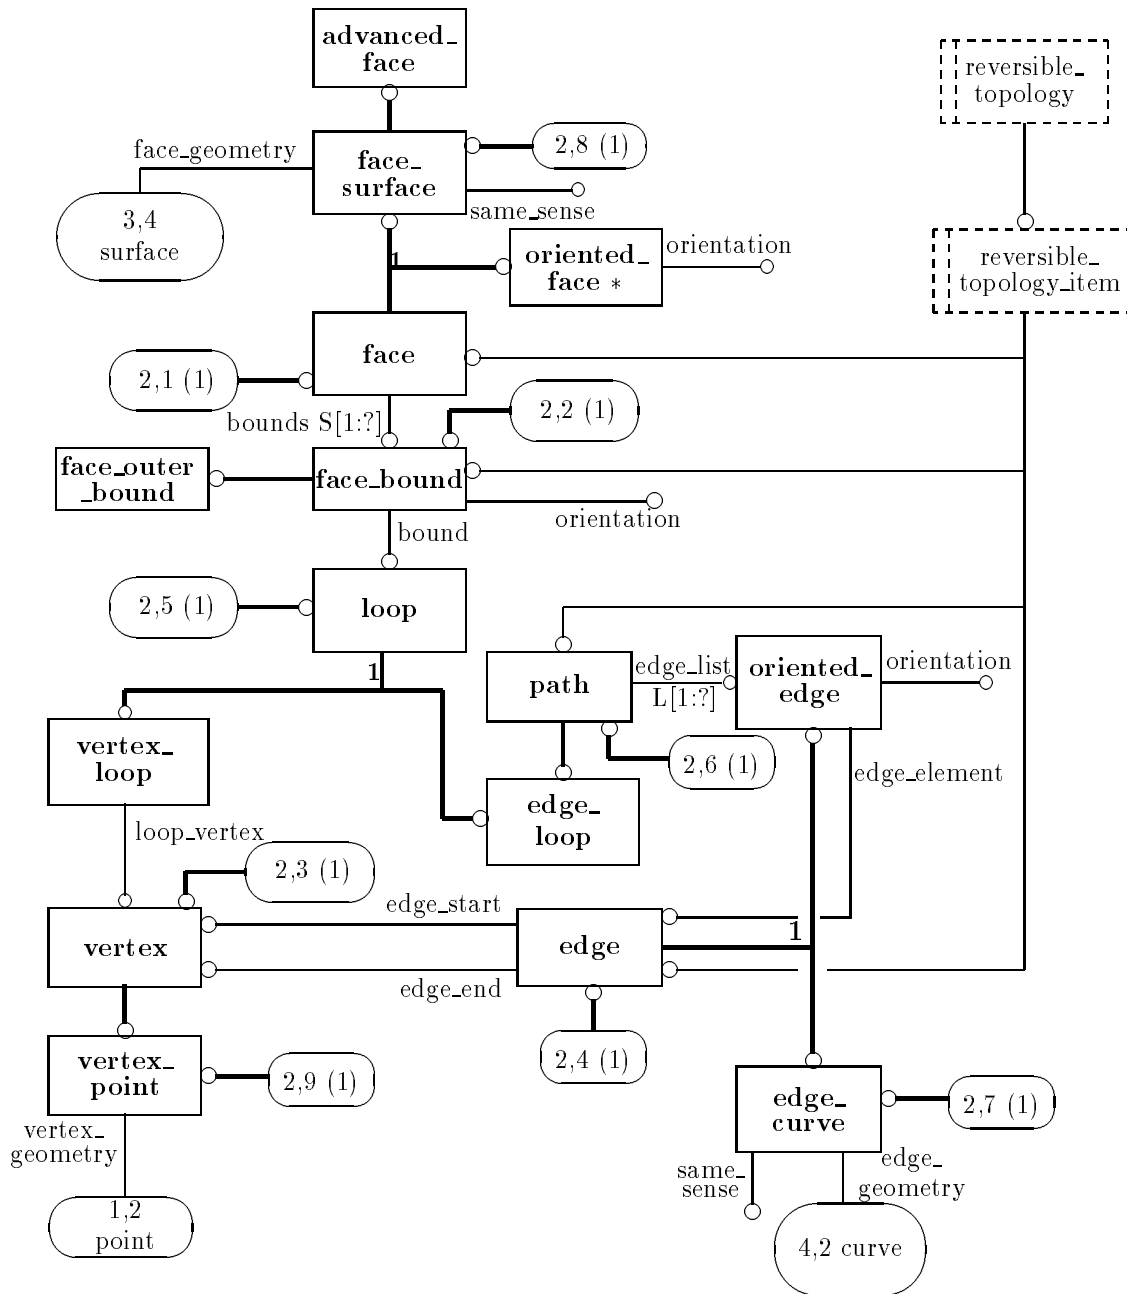 advanced_
face
reversible_
topology
face_geometry
face_
surface
2,8 (1)
same_sense
3,4
surface
1
oriented_
face *
orientation
reversible_
topology_item
face
2,1 (1)
bounds S[1:?]
2,2 (1)
face_outer
_bound
face_bound
orientation
bound
2,5 (1)
loop
1
path
edge_list
L[1:?]
oriented_
edge
orientation
vertex_
loop
2,6 (1)
edge_element
edge_
loop
loop_vertex
2,3 (1)
edge_start
vertex
edge
1
edge_end
vertex_
point
2,9 (1)
2,4 (1)
edge_
curve
2,7 (1)
vertex_
geometry
same_
sense
edge_
geometry
1,2
point
4,2 curve